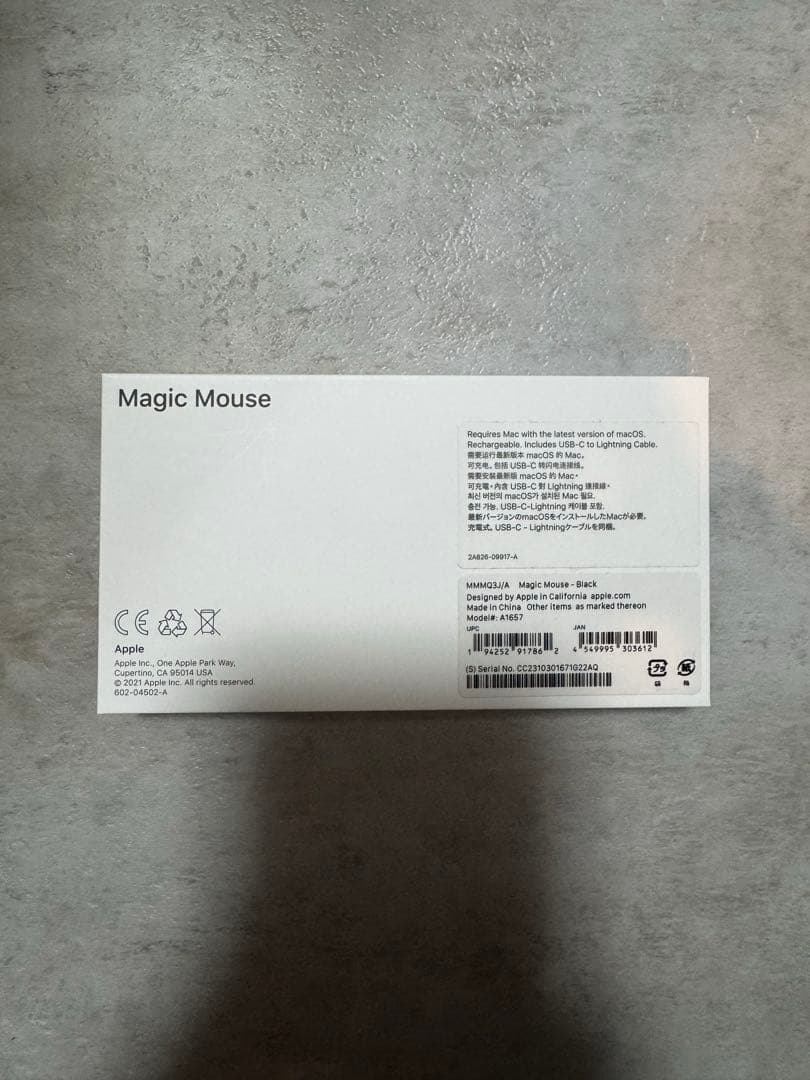 Magic Mouse
Requires Mac with the latest version of macOS.
Rechargeable. Includes USB-C to Lightning Cable.
需要运行最新版本 macOS 的 Mac。
可充电。包括 USB-C 转闪电连接线。
需要安裝最新版 macOS 的 Mac。
可充電。內含 USB-C 對 Lightning 連接線。
최신 버전의 macOS가 설치된 Mac 필요.
충전 가능. USB-C-Lightning 케이블 포함.
最新バージョンのmacOSをインストールしたMacが必要。
充電式。USB-C - Lightningケーブルを同梱。
2A826-09917-A
MMMQ3J/A Magic Mouse - Black
Designed by Apple in California apple.com
Made in China Other items as marked thereon
Model#: A1657
UPC
JAN
1 94252 91786 2
4 549995 303612
(S) Serial No. CC2310301671G22AQ
プラ
紙
CE
Apple
Apple Inc., One Apple Park Way,
Cupertino, CA 95014 USA
© 2021 Apple Inc. All rights reserved.
602-04502-A